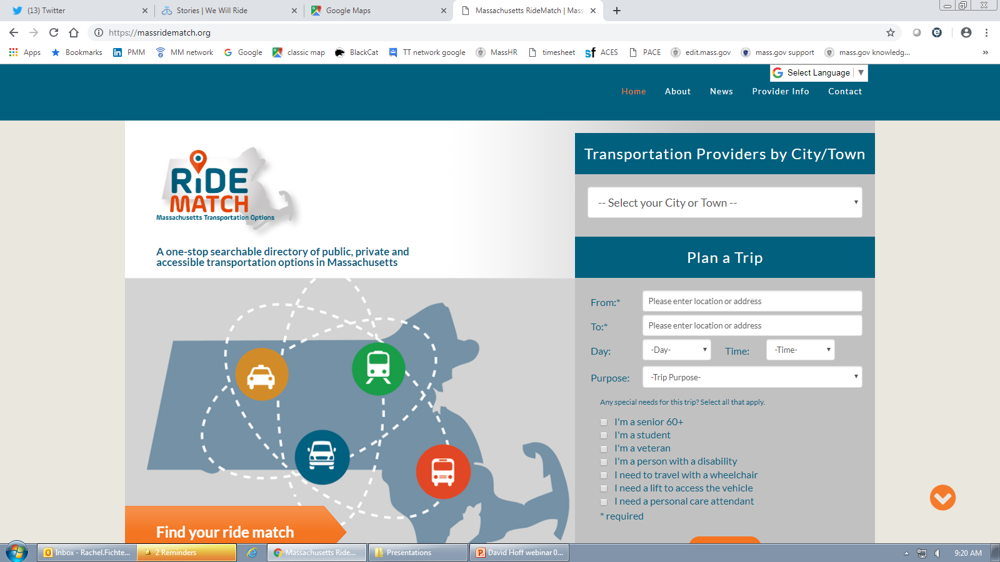 (13) Twitter
Stories | We Will Ride
Google Maps
Massachusetts RideMatch | Mass
https://massridematch.org
Apps
Bookmarks
PMM
MM network
Google
classic map
BlackCat
TT network google
MassHR
timesheet
ACES
PACE
edit.mass.gov
mass.gov support
mass.gov knowledg...
Select Language
Home
About
News
Provider Info
Contact
RiDE
MATCH
Massachusetts Transportation Options
A one-stop searchable directory of public, private and
accessible transportation options in Massachusetts
Find your ride match
Transportation Providers by City/Town
-- Select your City or Town --
Plan a Trip
From:* Please enter location or address
To:* Please enter location or address
Day: -Day- Time: -Time-
Purpose: -Trip Purpose-
Any special needs for this trip? Select all that apply.
I'm a senior 60+
I'm a student
I'm a veteran
I'm a person with a disability
I need to travel with a wheelchair
I need a lift to access the vehicle
I need a personal care attendant
* required
Inbox - Rachel.Fichte...
2 Reminders
Massachusetts Ride...
Presentations
David Hoff webinar 0...
9:20 AM